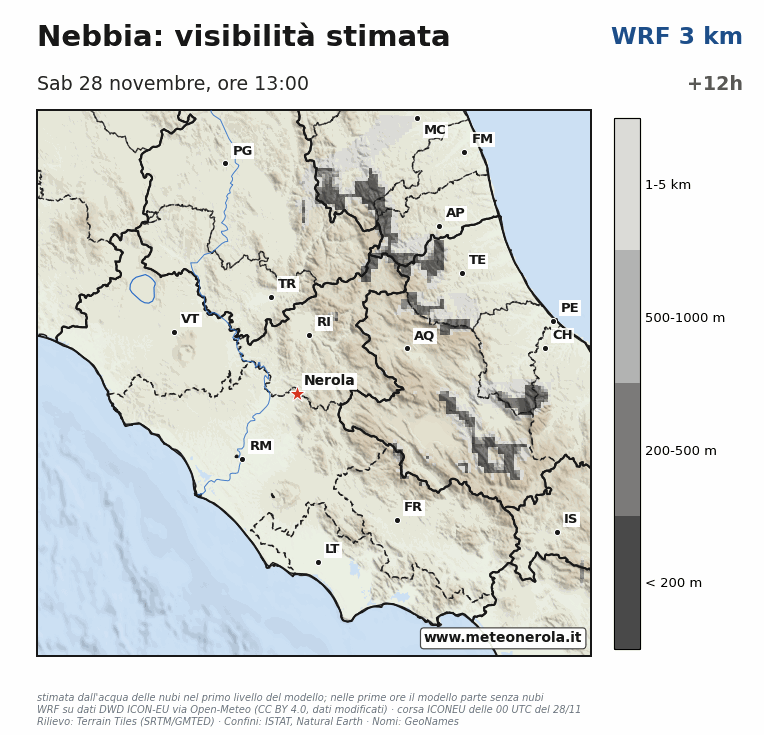 Nebbia: visibilità stimata
WRF 3 km
Sab 28 novembre, ore 13:00
+12h
MC
FM
PG
AP
TE
TR
PE
VT
RI
AQ
CH
Nerola
RM
FR
IS
LT
www.meteonerola.it
1-5 km
500-1000 m
200-500 m
< 200 m
stimata dall'acqua delle nubi nel primo livello del modello; nelle prime ore il modello parte senza nubi
WRF su dati DWD ICON-EU via Open-Meteo (CC BY 4.0, dati modificati) · corsa ICONEU delle 00 UTC del 28/11
Rilievo: Terrain Tiles (SRTM/GMTED) · Confini: ISTAT, Natural Earth · Nomi: GeoNames